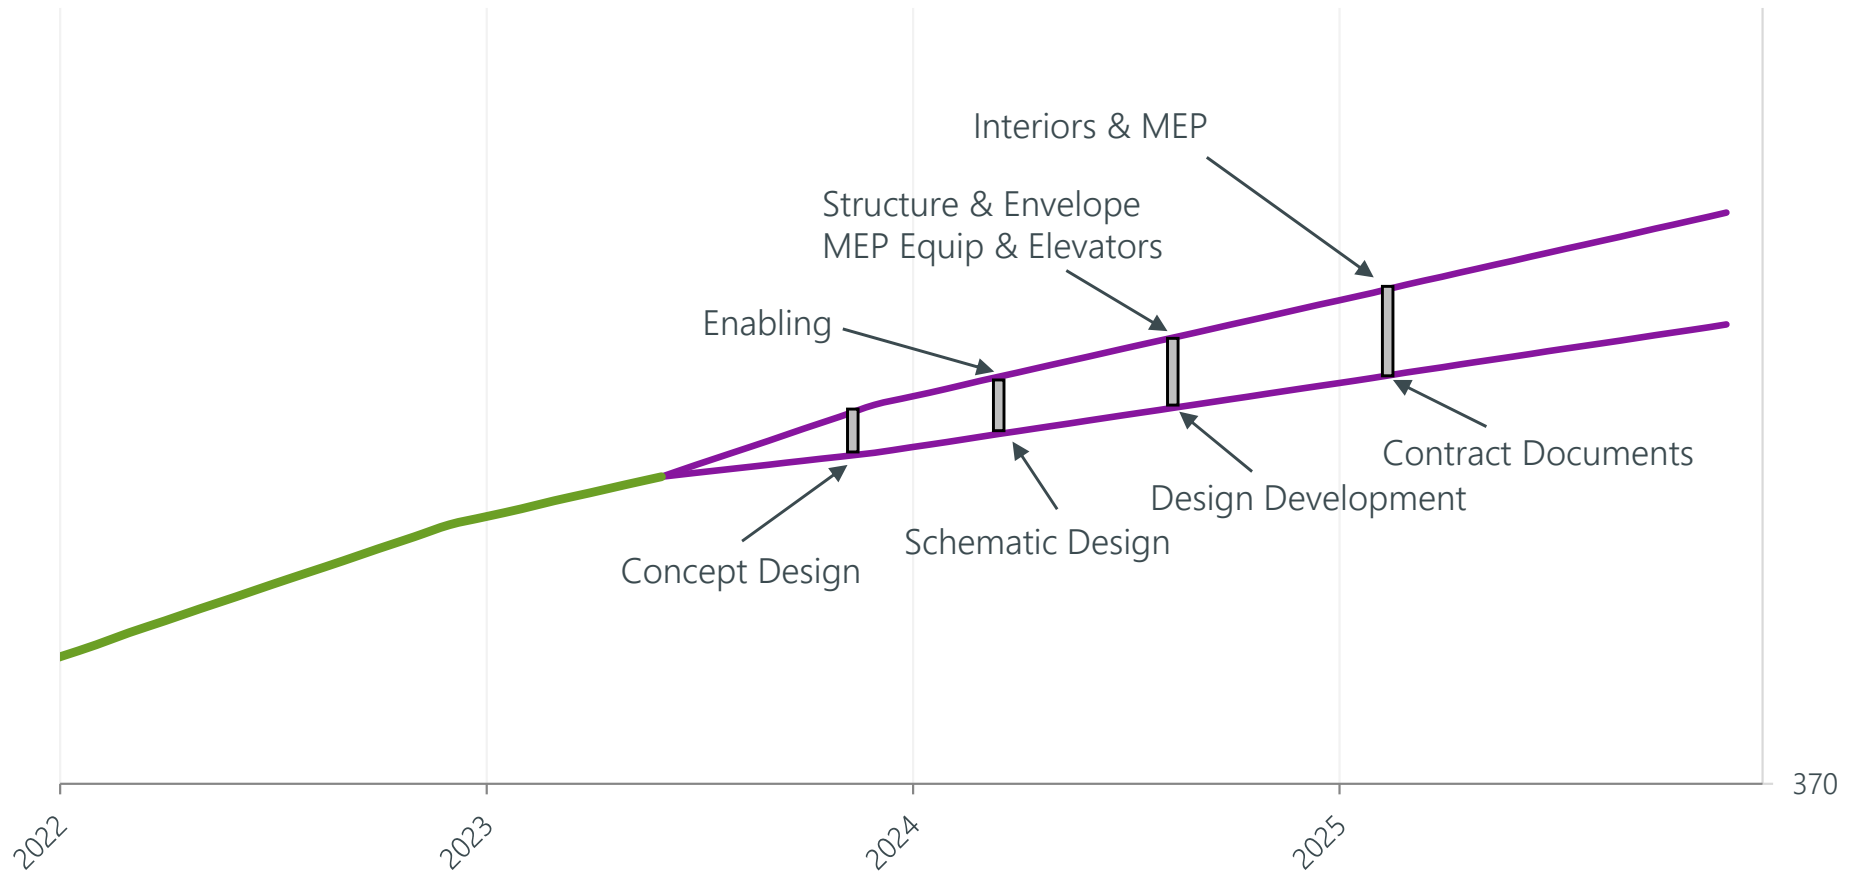 Interiors & MEP
Structure & Envelope
MEP Equip & Elevators
Enabling
Contract Documents
Design Development
Schematic Design
Concept Design
370
2022
2023
2024
2025